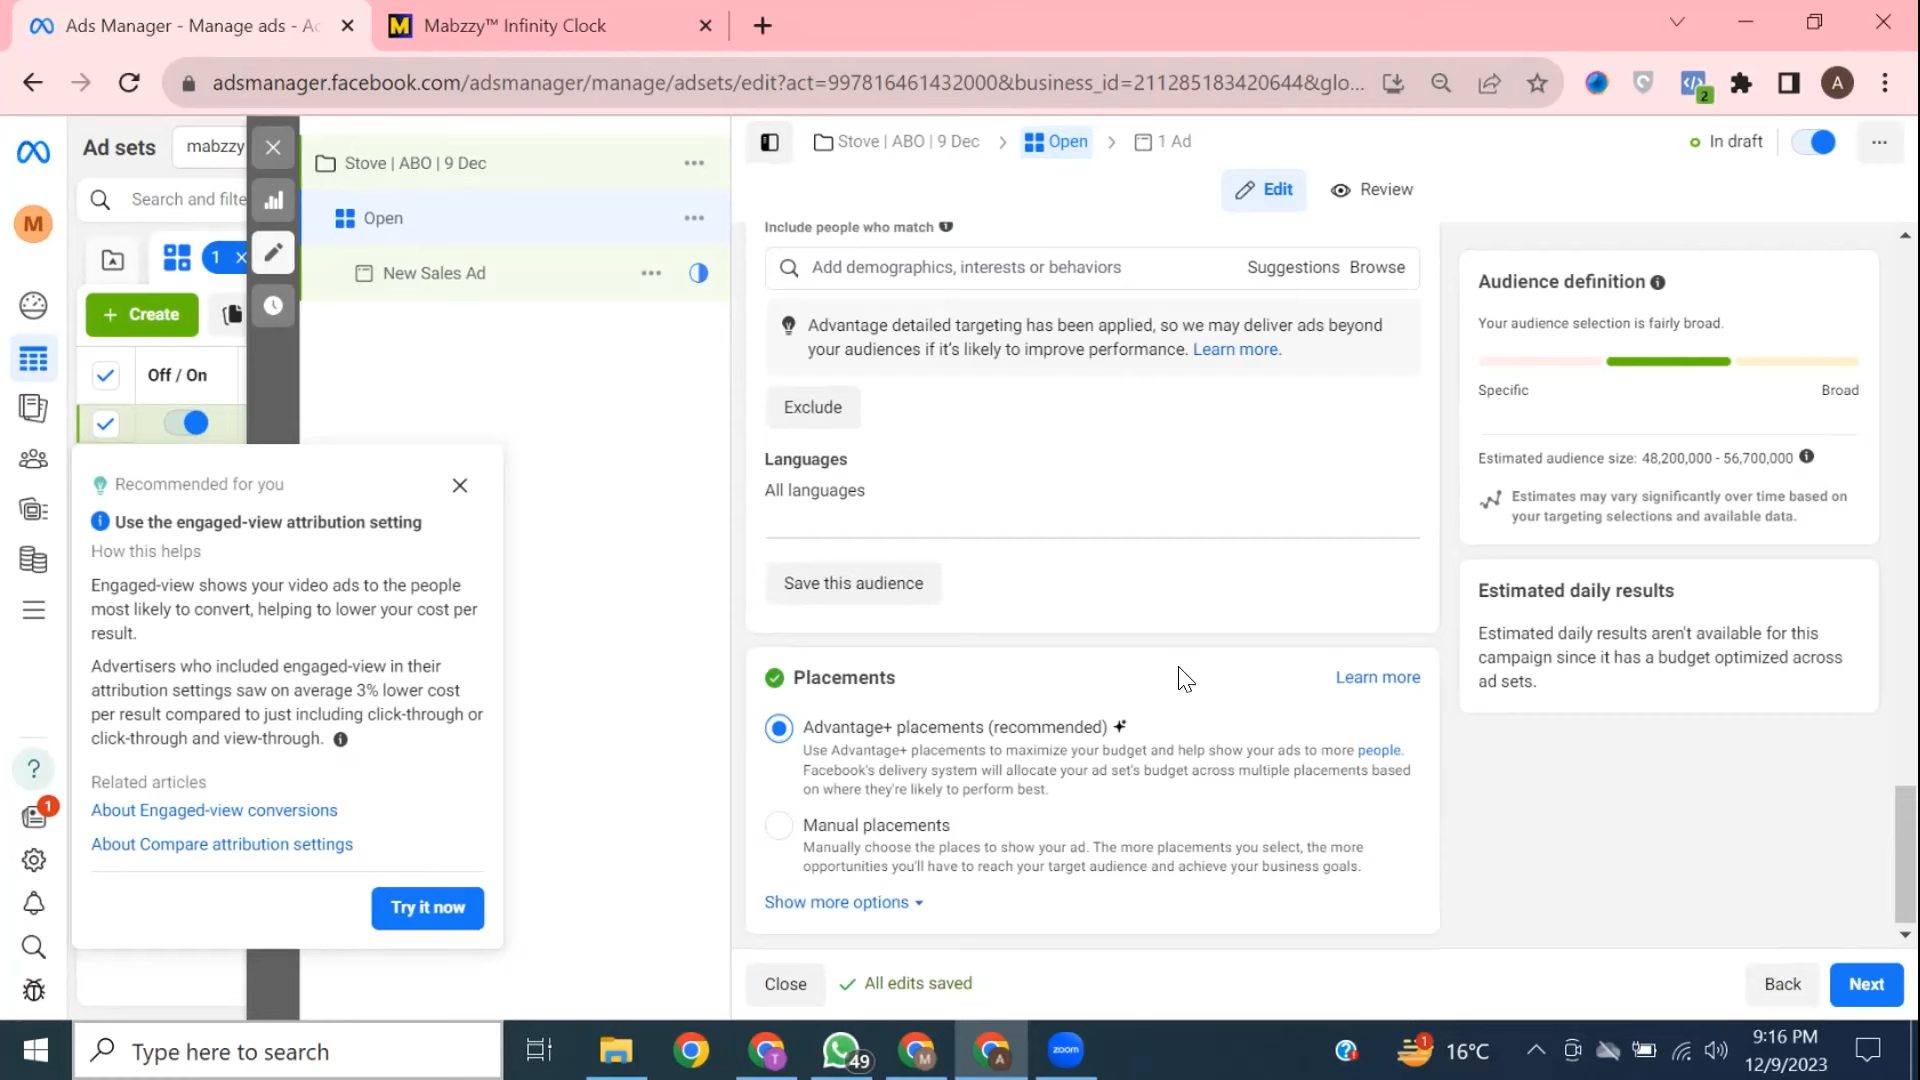 Ads Manager - Manage ads - Ac
Mabzzy™ Infinity Clock
adsmanager.facebook.com/adsmanager/manage/adsets/edit?act=997816461432000&business_id=211285183420644&glo...
2
A
Ad sets
mabzzy
Stove | ABO | 9 Dec
Stove | ABO | 9 Dec
Open
1 Ad
In draft
Search and filte
Edit
Review
M
Open
1
New Sales Ad
Include people who match
Add demographics, interests or behaviors
Suggestions
Browse
Advantage detailed targeting has been applied, so we may deliver ads beyond
your audiences if it's likely to improve performance. Learn more.
Exclude
Languages
All languages
Save this audience
Audience definition
Your audience selection is fairly broad.
Specific
Broad
Estimated audience size: 48,200,000 - 56,700,000
Estimates may vary significantly over time based on
your targeting selections and available data.
Estimated daily results
Estimated daily results aren't available for this
campaign since it has a budget optimized across
ad sets.
+ Create
Off / On
Recommended for you
Use the engaged-view attribution setting
How this helps
Engaged-view shows your video ads to the people
most likely to convert, helping to lower your cost per
result.
Advertisers who included engaged-view in their
attribution settings saw on average 3% lower cost
per result compared to just including click-through or
click-through and view-through.
Related articles
About Engaged-view conversions
About Compare attribution settings
Try it now
Placements
Learn more
Advantage+ placements (recommended)
Use Advantage+ placements to maximize your budget and help show your ads to more people.
Facebook's delivery system will allocate your ad set's budget across multiple placements based
on where they're likely to perform best.
Manual placements
Manually choose the places to show your ad. The more placements you select, the more
opportunities you'll have to reach your target audience and achieve your business goals.
Show more options
Close
All edits saved
Back
Next
?
1
Type here to search
T
49
M
A
zoom
1
16°C
9:16 PM
12/9/2023